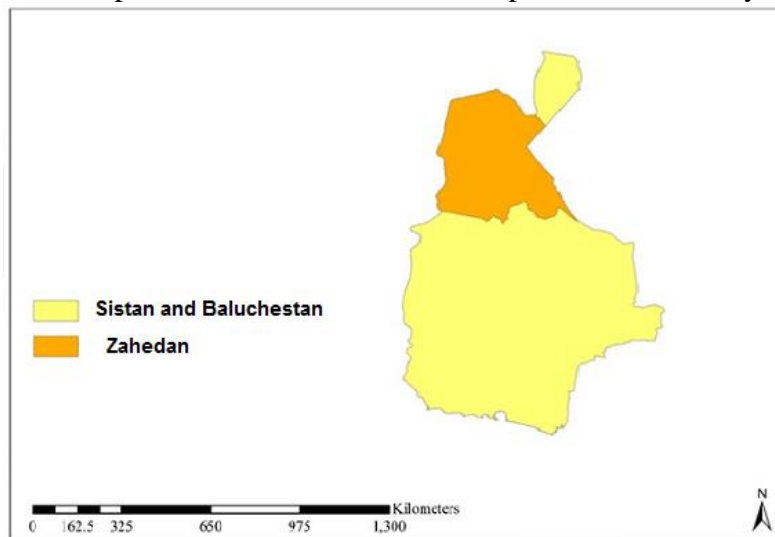 Sistan and Baluchestan
Zahedan
Kilometers
0 162.5 325 650 975 1,300
N